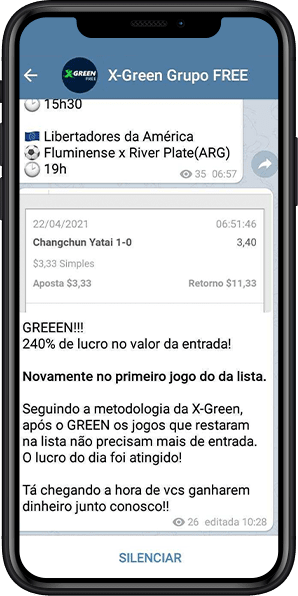 X-GREEN
FREE
X-Green Grupo FREE
15h30
Libertadores da América
Fluminense x River Plate(ARG)
19h
35 06:57
22/04/2021 06:51:46
Changchun Yatai 1-0 3,40
$3,33 Simples
Aposta $3,33 Retorno $11,33
GREEEN!!!
240% de lucro no valor da entrada!
Novamente no primeiro jogo do da lista.
Seguindo a metodologia da X-Green,
após o GREEN os jogos que restaram
na lista não precisam mais de entrada.
O lucro do dia foi atingido!
Tá chegando a hora de vcs ganharem
dinheiro junto conosco!!
26 editada 10:28
SILENCIAR